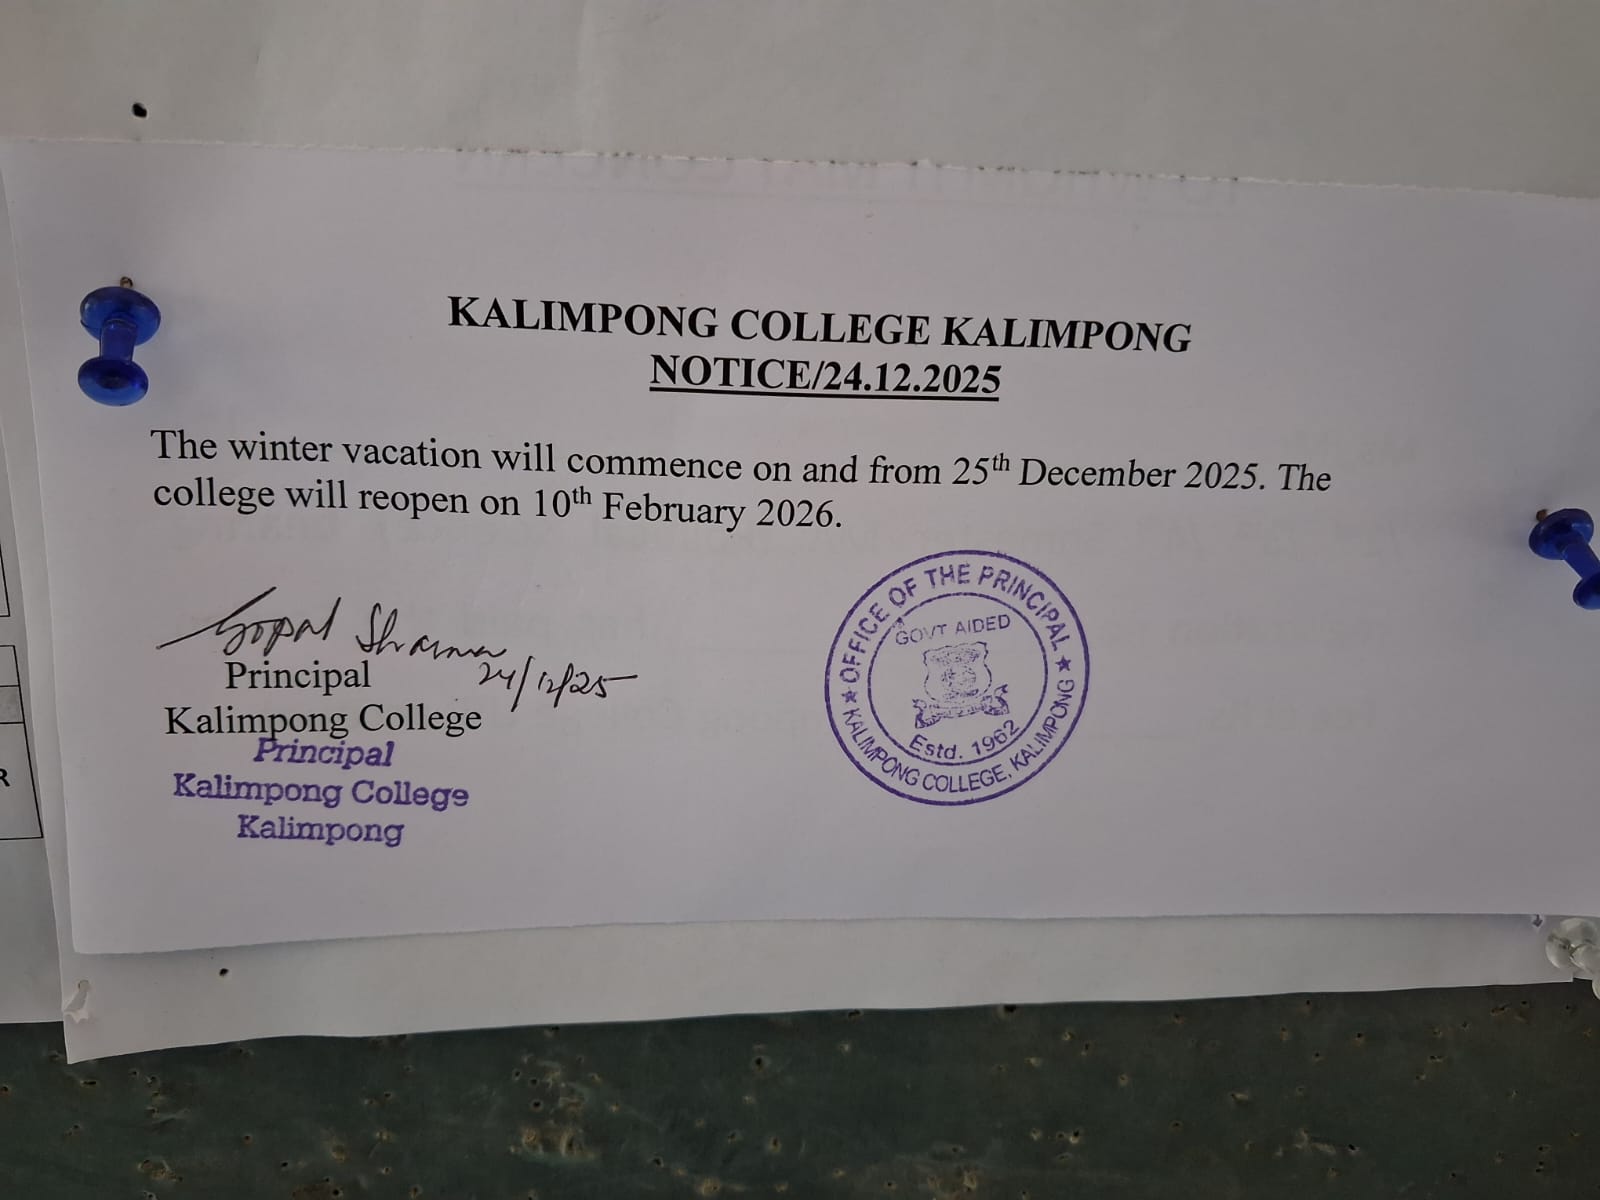 KALIMPONG COLLEGE KALIMPONG
NOTICE/24.12.2025
The winter vacation will commence on and from 25th December 2025. The
college will reopen on 10th February 2026.
Gopal Sharma
24/12/25
Principal
Kalimpong College
Principal
Kalimpong College
Kalimpong
OFFICE OF THE PRINCIPAL
GOVT AIDED
Estd. 1962
KALIMPONG COLLEGE, KALIMPONG
R